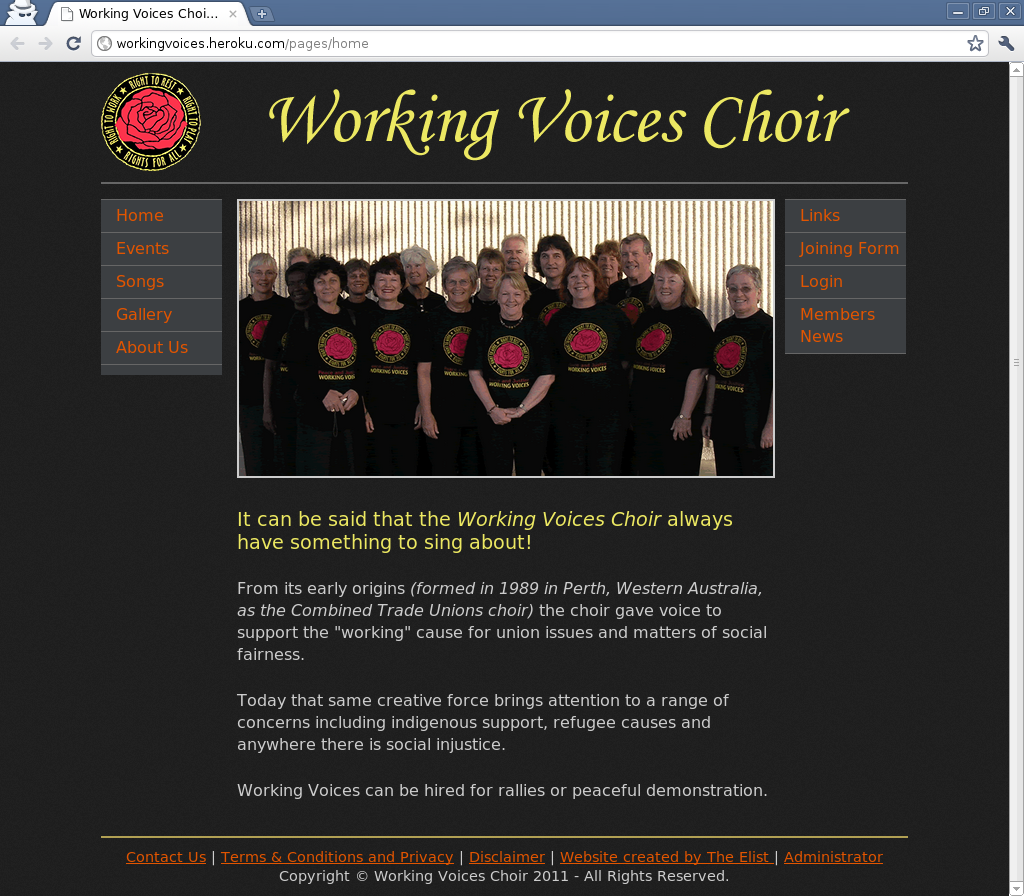 Working Voices Choi...
workingvoices.heroku.com/pages/home
RIGHT TO WORK ★ RIGHT TO REST ★ RIGHT TO PLAY ★ RIGHTS FOR ALL ★
Working Voices Choir
Home
Events
Songs
Gallery
About Us
Links
Joining Form
Login
Members
News
WORKING VOICES
It can be said that the Working Voices Choir always
have something to sing about!
From its early origins (formed in 1989 in Perth, Western Australia,
as the Combined Trade Unions choir) the choir gave voice to
support the "working" cause for union issues and matters of social
fairness.
Today that same creative force brings attention to a range of
concerns including indigenous support, refugee causes and
anywhere there is social injustice.
Working Voices can be hired for rallies or peaceful demonstration.
Contact Us | Terms & Conditions and Privacy | Disclaimer | Website created by The Elist | Administrator
Copyright © Working Voices Choir 2011 - All Rights Reserved.